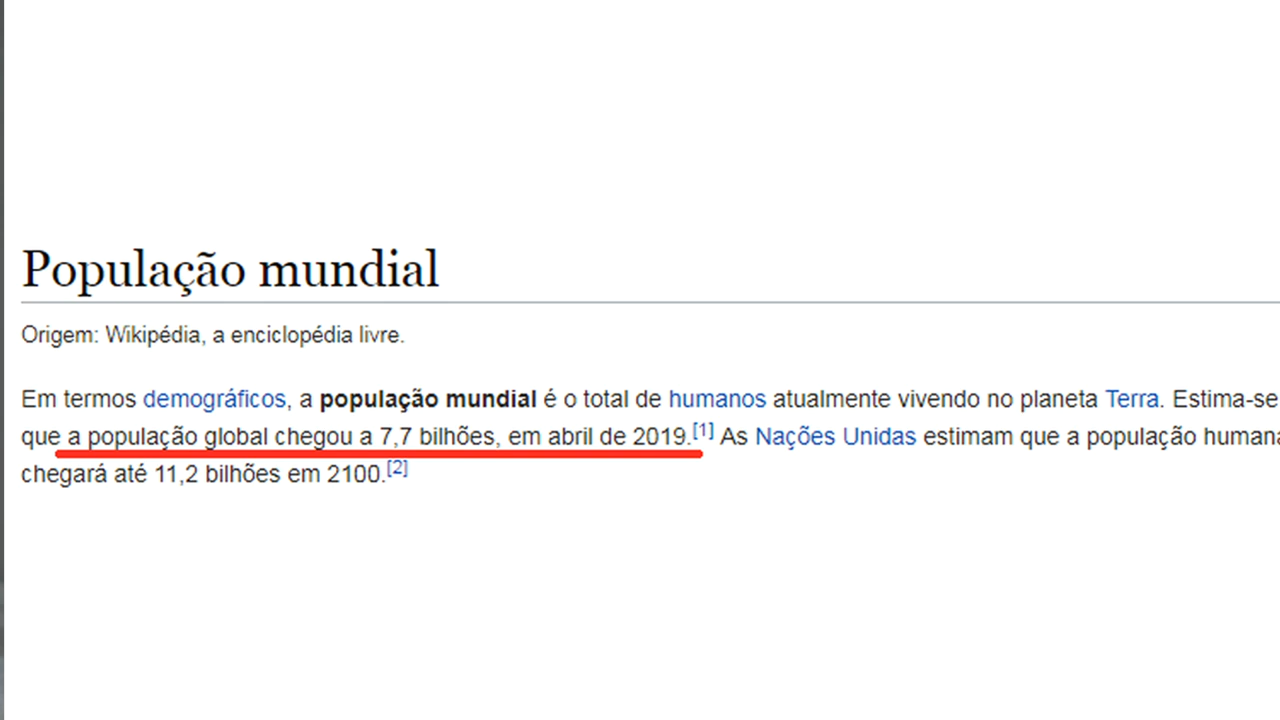 População mundial
Origem: Wikipédia, a enciclopédia livre.
Em termos demográficos, a população mundial é o total de humanos atualmente vivendo no planeta Terra. Estima-se
que a população global chegou a 7,7 bilhões, em abril de 2019.[1] As Nações Unidas estimam que a população humana
chegará até 11,2 bilhões em 2100.[2]